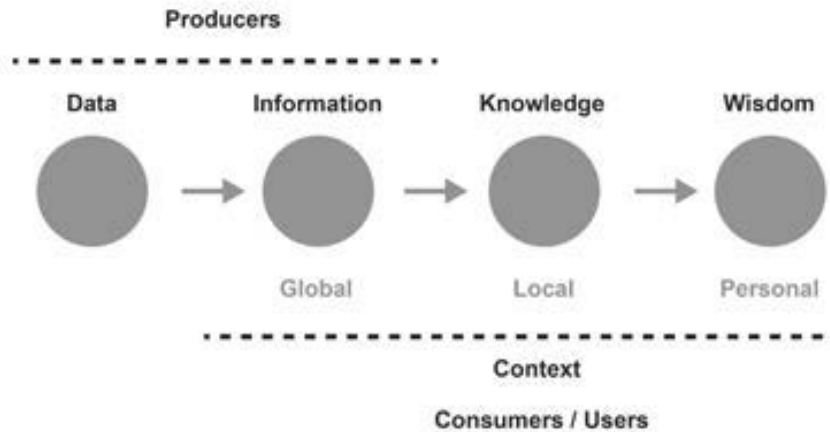 Producers
Data Information Knowledge Wisdom
Global Local Personal
Context
Consumers / Users